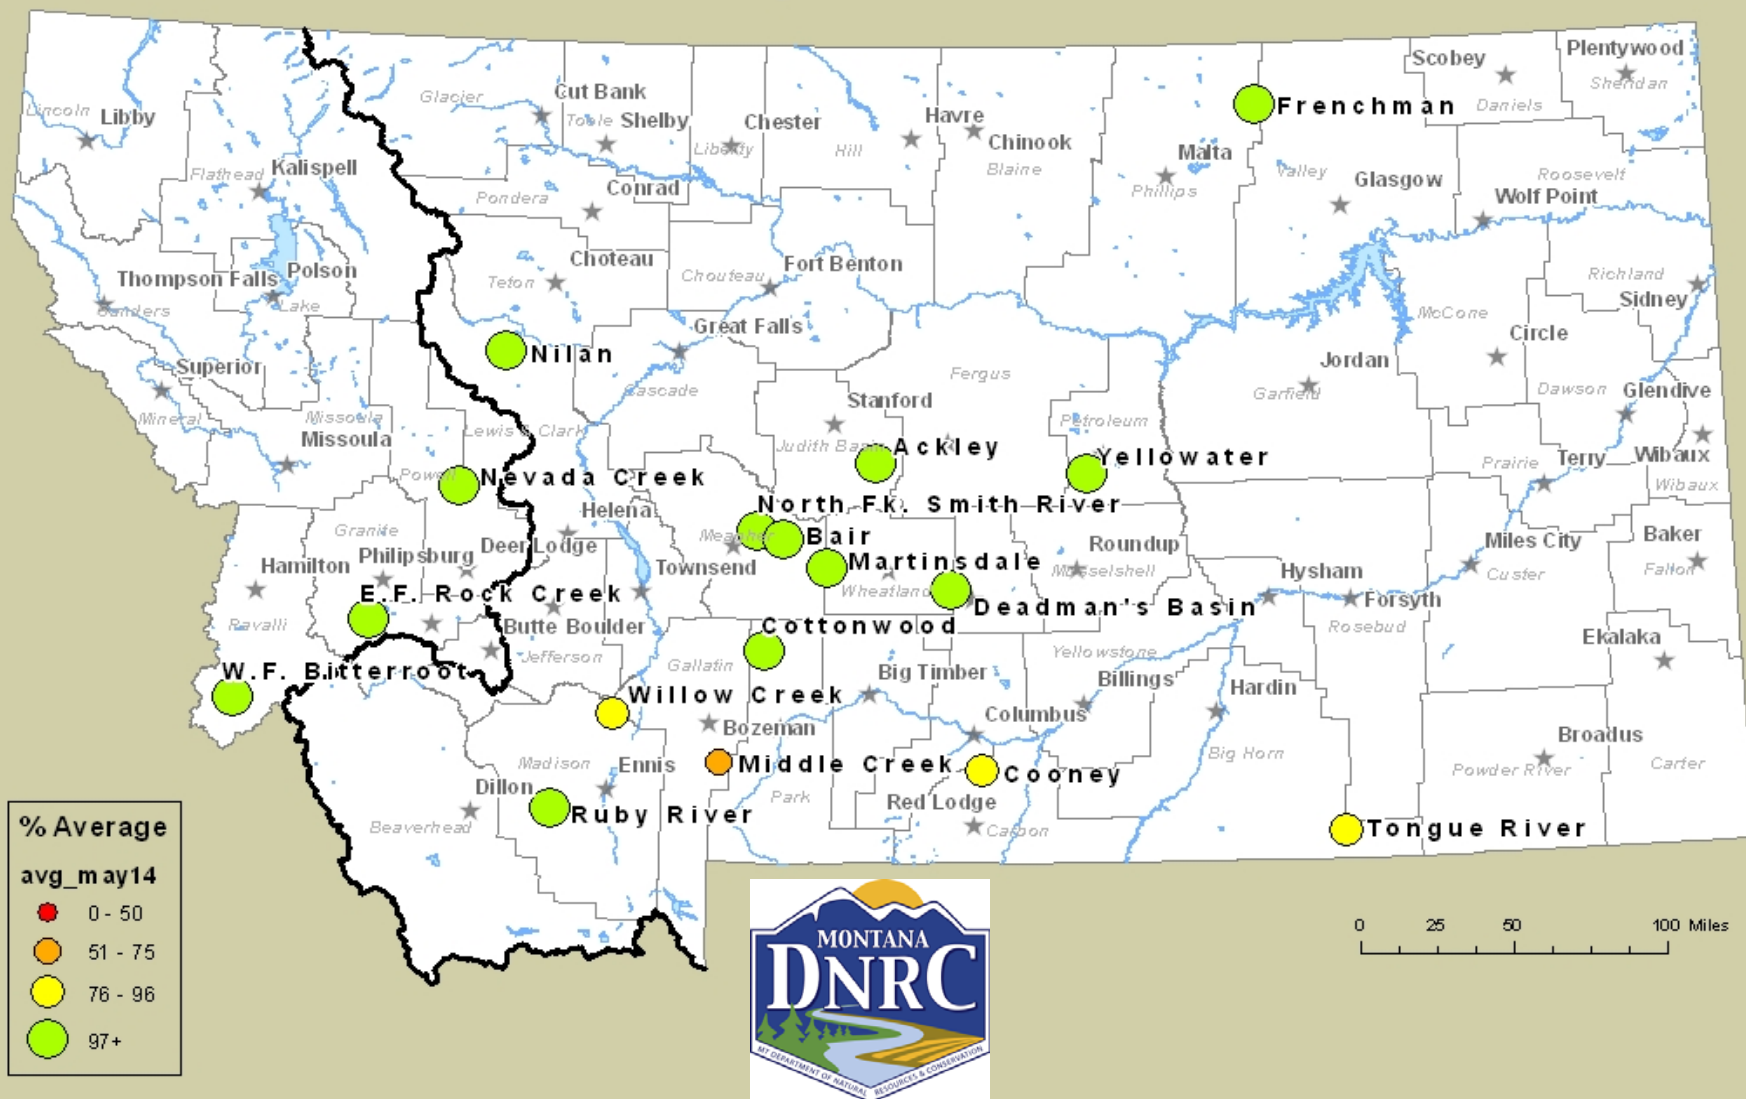 Plentywood
Scobey
Sheridan
Daniels
Cut Bank
Glacier
Frenchman
Lincoln
Libby
Toole
Shelby
Chester
Havre
Liberty
Hill
Chinook
Blaine
Malta
Phillips
Valley
Glasgow
Roosevelt
Wolf Point
Kalispell
Flathead
Conrad
Pondera
Choteau
Teton
Chouteau
Fort Benton
Thompson Falls
Polson
Sanders
Lake
Richland
Sidney
McCone
Circle
Great Falls
Nilan
Jordan
Superior
Cascade
Fergus
Garfield
Dawson
Glendive
Mineral
Missoula
Missoula
Lewis & Clark
Stanford
Judith Basin
Ackley
Petroleum
Yellowater
Prairie
Terry
Wibaux
Wibaux
Powell
Nevada Creek
North Fk. Smith River
Helena
Granite
Meagher
Bair
Philipsburg
Deer Lodge
Hamilton
Townsend
Martinsdale
Roundup
Musselshell
Miles City
Baker
Custer
Fallon
Hysham
Forsyth
Rosebud
E.F. Rock Creek
Wheatland
Deadman's Basin
Ravalli
Butte
Boulder
Jefferson
Cottonwood
Gallatin
Yellowstone
Ekalaka
W.F. Bitterroot
Willow Creek
Big Timber
Billings
Hardin
Bozeman
Columbus
Broadus
Big Horn
Powder River
Carter
Madison
Ennis
Middle Creek
Cooney
Park
Dillon
Ruby River
Red Lodge
Carbon
Beaverhead
Tongue River
% Average
avg_may14
0 - 50
51 - 75
76 - 96
97+
0 25 50 100 Miles
MONTANA
DNRC
MT DEPARTMENT OF NATURAL RESOURCES & CONSERVATION